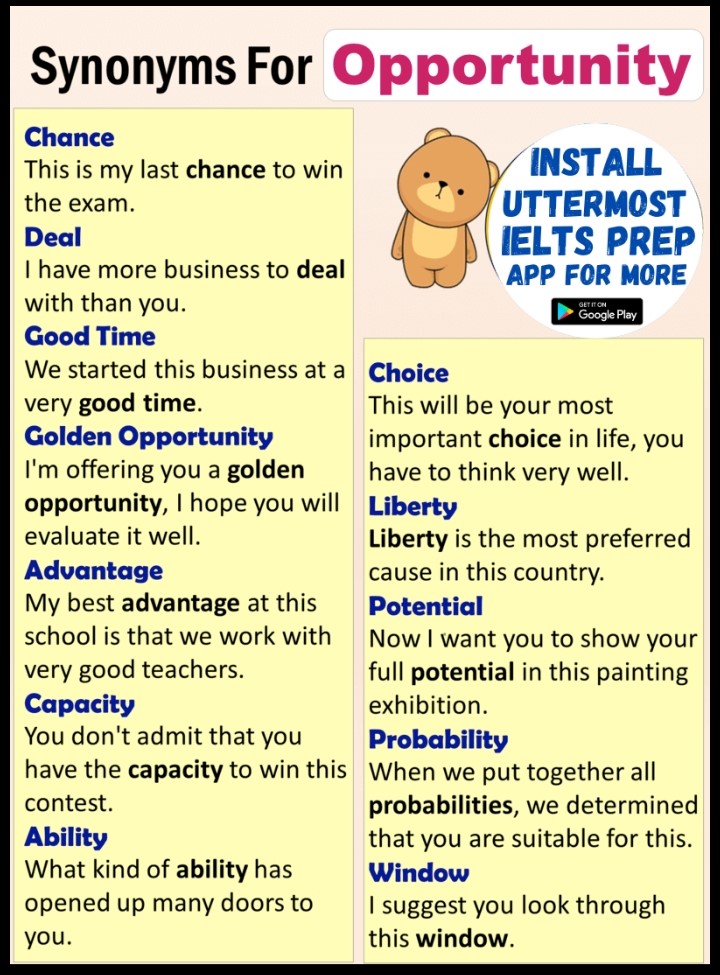 Synonyms For Opportunity
Chance
This is my last chance to win
the exam.
Deal
I have more business to deal
with than you.
Good Time
We started this business at a
very good time.
Golden Opportunity
I'm offering you a golden
opportunity, I hope you will
evaluate it well.
Advantage
My best advantage at this
school is that we work with
very good teachers.
Capacity
You don't admit that you
have the capacity to win this
contest.
Ability
What kind of ability has
opened up many doors to
you.
INSTALL
UTTERMOST
IELTS PREP
APP FOR MORE
GET IT ON
Google Play
Choice
This will be your most
important choice in life, you
have to think very well.
Liberty
Liberty is the most preferred
cause in this country.
Potential
Now I want you to show your
full potential in this painting
exhibition.
Probability
When we put together all
probabilities, we determined
that you are suitable for this.
Window
I suggest you look through
this window.